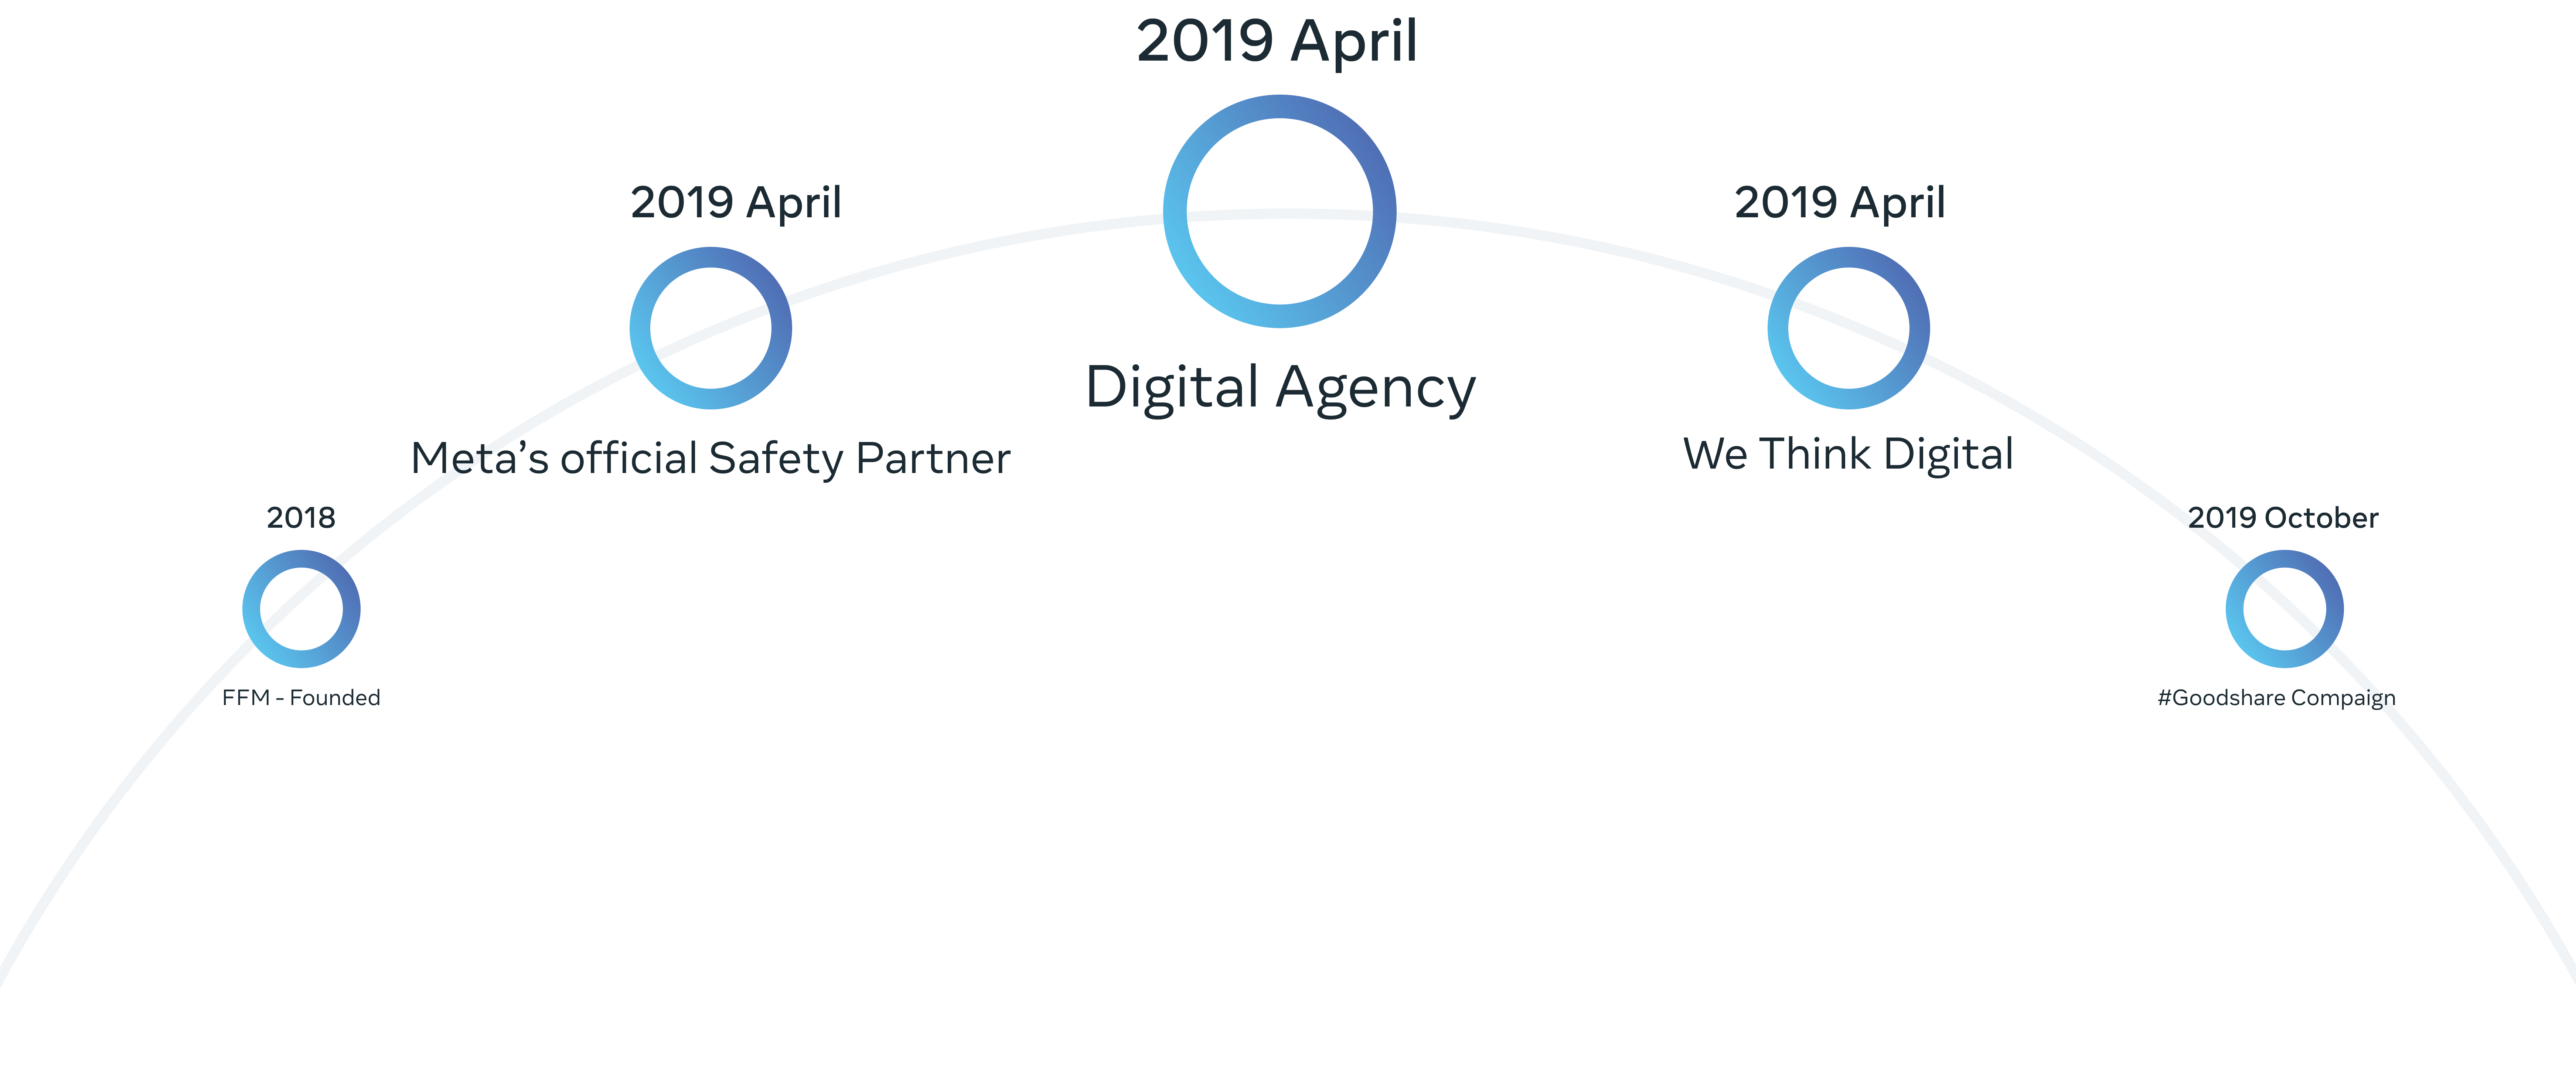 2018
FFM - Founded
2019 April
Meta’s official Safety Partner
2019 April
Digital Agency
2019 April
We Think Digital
2019 October
#Goodshare Compaign